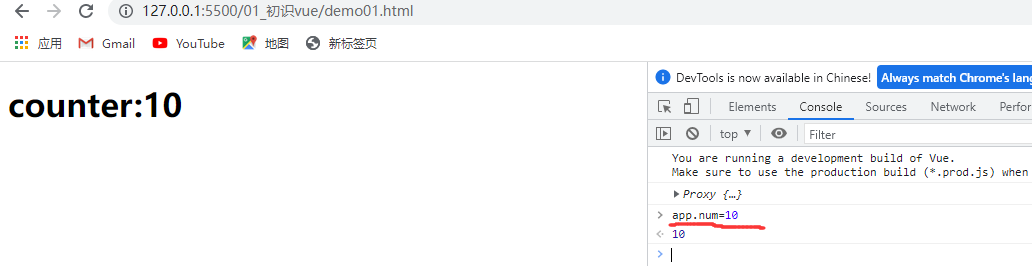 127.0.0.1:5500/01_初识vue/demo01.html
应用 Gmail YouTube 地图 新标签页
counter:10
DevTools is now available in Chinese! Always match Chrome's lang
Elements Console Sources Network Perfor
top Filter
You are running a development build of Vue.
Make sure to use the production build (*.prod.js) when
Proxy {…}
app.num=10
10